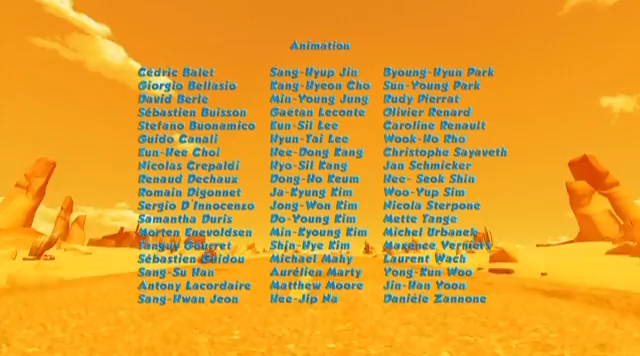 Animation
Cédric Balet
Giorgio Bellasio
David Berle
Sébastien Buisson
Stefano Buonamico
Guido Canali
Eun-Hee Choi
Nicolas Crepaldi
Renaud Dechaux
Romain Digonnet
Sergio D'Innocenzo
Samantha Duris
Morten Enevoldsen
Tanguy Gourret
Sébastien Guidou
Sang-Su Han
Antony Lacordaire
Sang-Hwan Jeon
Sang-Hyup Jin
Kang-Hyeon Cho
Min-Young Jung
Gaëtan Leconte
Eun-Sil Lee
Hyun-Tai Lee
Hee-Dong Kang
Hyo-Sil Kang
Dong-Ho Keum
Ja-Kyung Kim
Jong-Won Kim
Do-Young Kim
Min-Kyoung Kim
Shin-Hye Kim
Michael Mahy
Aurélien Marty
Matthew Moore
Hee-Jip Na
Byoung-Hyun Park
Sun-Young Park
Rudy Pierrat
Olivier Renard
Caroline Renault
Wook-Ho Rho
Christophe Sayaveth
Jan Schmicker
Hee- Seok Shin
Woo-Yup Sim
Nicola Sterpone
Mette Tange
Michel Urbanek
Maxence Verniers
Laurent Wach
Yong-Kun Woo
Jin-Han Yoon
Danièle Zannone